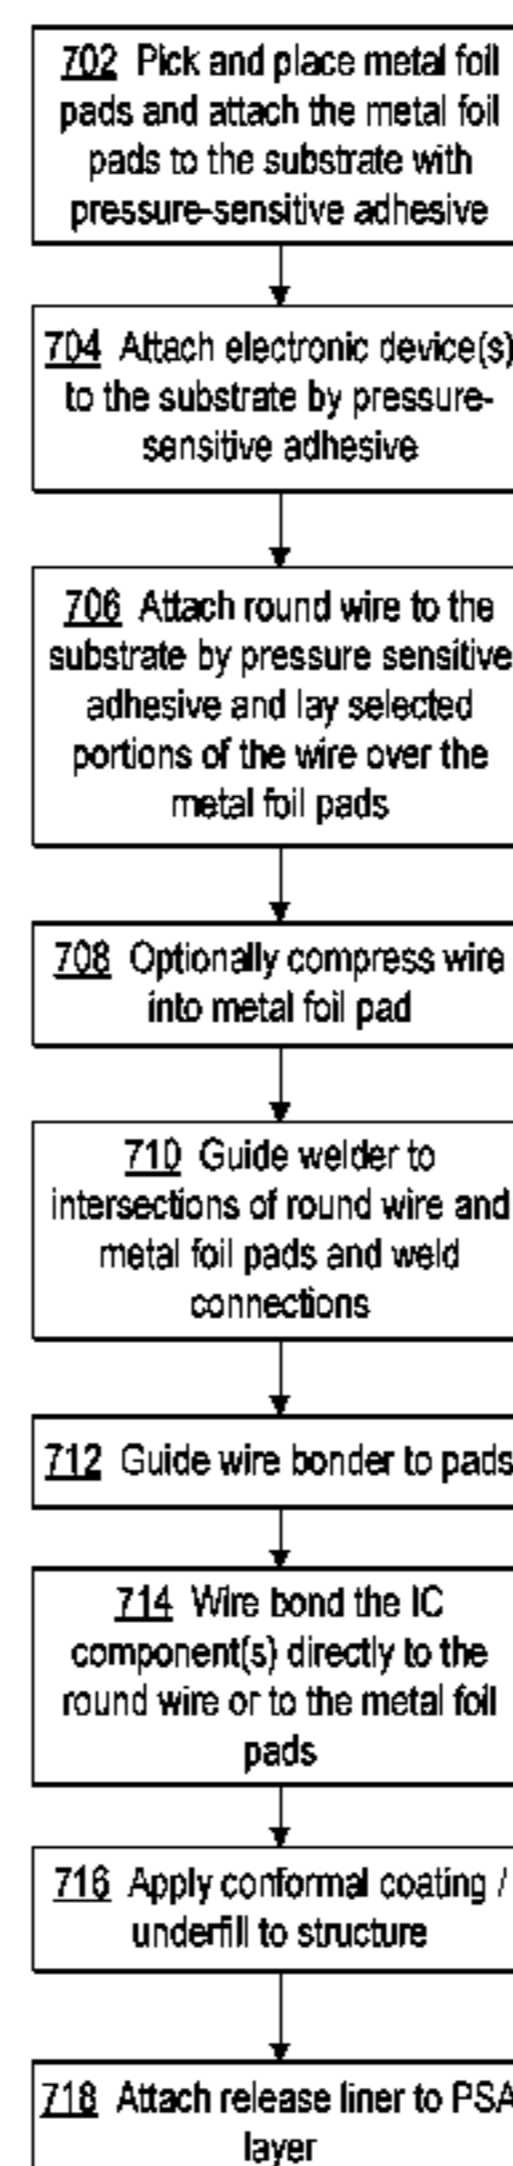 702 Pick and place metal foil
pads and attach the metal foil
pads to the substrate with
pressure-sensitive adhesive
704 Attach electronic device(s)
to the substrate by pressure-
sensitive adhesive
706 Attach round wire to the
substrate by pressure sensitive
adhesive and lay selected
portions of the wire over the
metal foil pads
708 Optionally compress wire
into metal foil pad
710 Guide welder to
intersections of round wire and
metal foil pads and weld
connections
712 Guide wire bonder to pads
714 Wire bond the IC
component(s) directly to the
round wire or to the metal foil
pads
716 Apply conformal coating /
underfill to structure
718 Attach release liner to PSA
layer